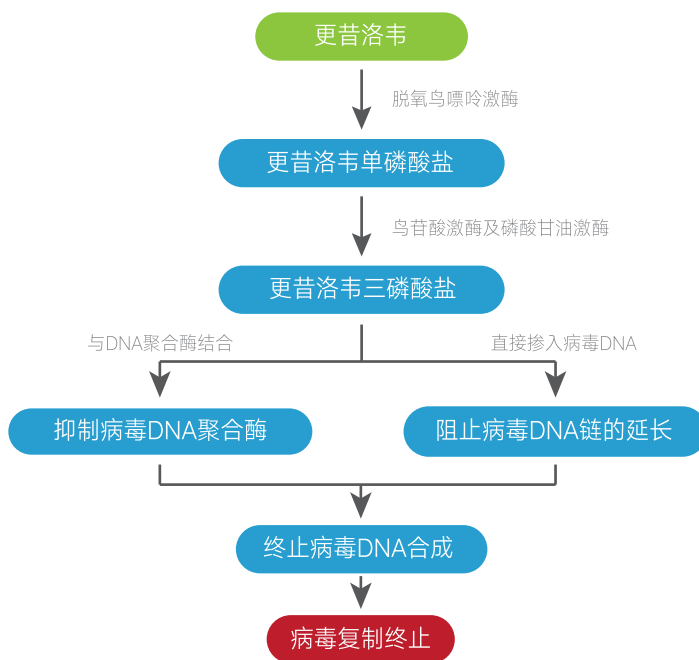 更昔洛韦
脱氧鸟嘌呤激酶
更昔洛韦单磷酸盐
鸟苷酸激酶及磷酸甘油激酶
更昔洛韦三磷酸盐
与DNA聚合酶结合
直接掺入病毒DNA
抑制病毒DNA聚合酶
阻止病毒DNA链的延长
终止病毒DNA合成
病毒复制终止